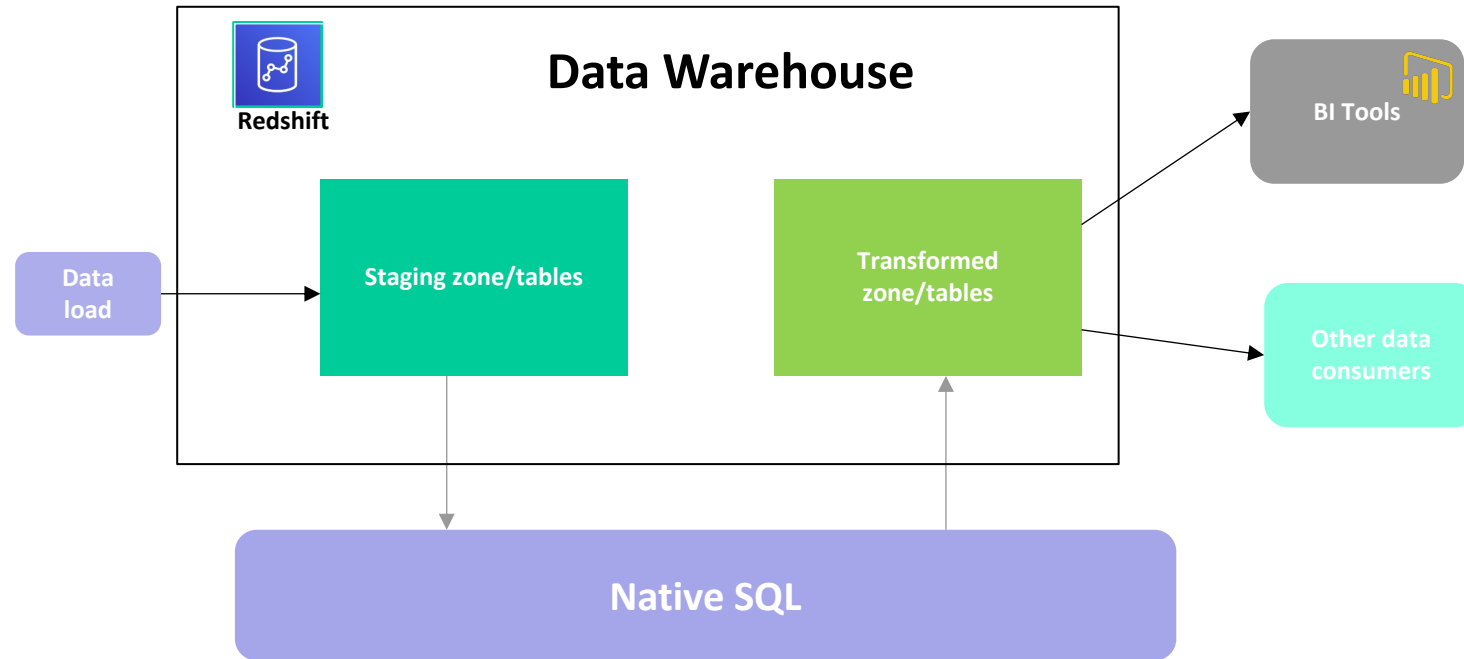 Data Warehouse
Redshift
BI Tools
Data
load
Staging zone/tables
Transformed
zone/tables
Other data
consumers
Native SQL